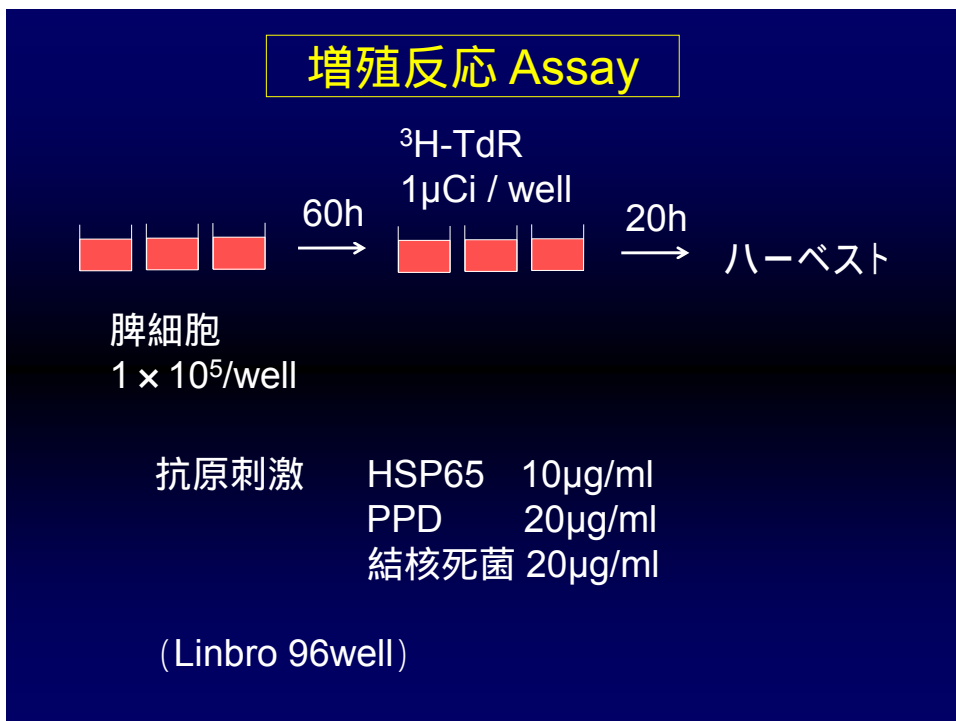 増殖反応 Assay
³H-TdR
1μCi / well
60h
20h
ハーベスト
脾細胞
1 × 10⁵/well
抗原刺激 HSP65 10μg/ml
PPD 20μg/ml
結核死菌 20μg/ml
（Linbro 96well）